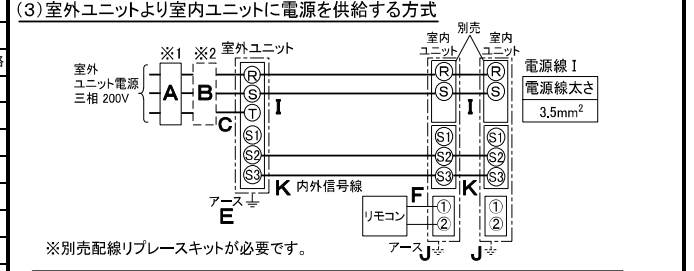 (3)室外ユニットより室内ユニットに電源を供給する方式
別売
※1 ※2 室外ユニット
室内
ユニット
室内
ユニット
室外
ユニット電源
三相 200V
A B C
R
S
T
S1
S2
S3
I
K 内外信号線
アース
E
R
S
S1
S2
S3
①
②
F
リモコン
アース J
I
K
R
S
S1
S2
S3
①
②
J
電源線 I
電源線太さ
3.5mm²
※別売配線リプレースキットが必要です。